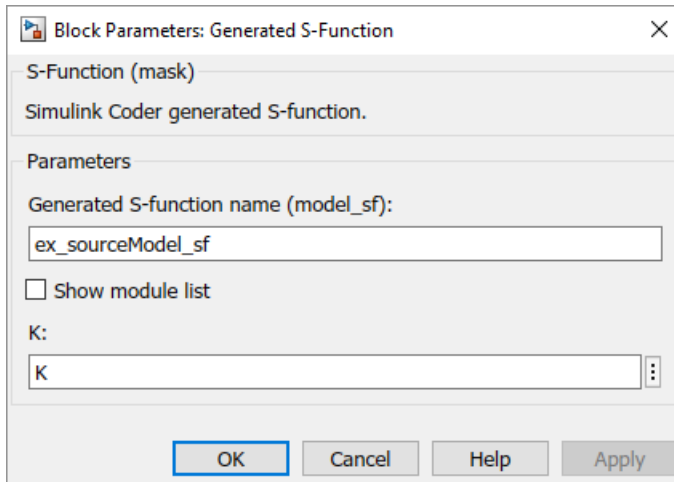 Block Parameters: Generated S-Function
S-Function (mask)
Simulink Coder generated S-function.
Parameters
Generated S-function name (model_sf):
ex_sourceModel_sf
Show module list
K:
K
OK Cancel Help Apply